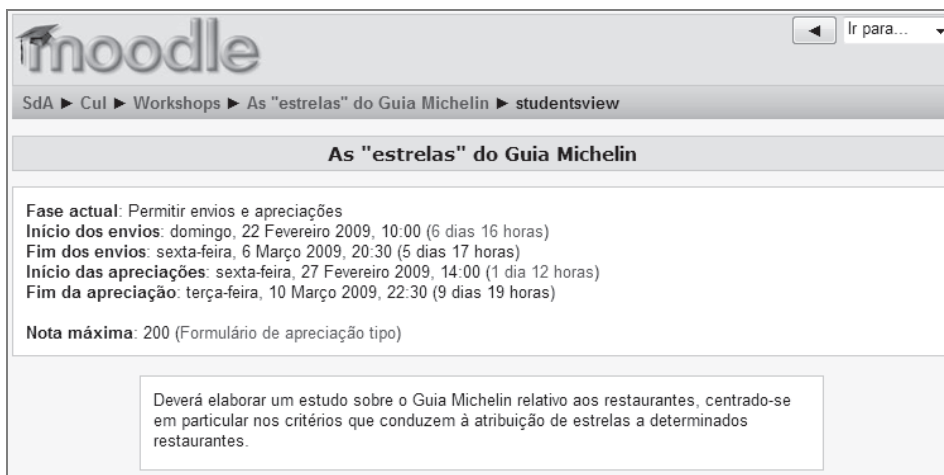 moodle
◄ Ir para...
SdA ► Cul ► Workshops ► As "estrelas" do Guia Michelin ► studentsview
As "estrelas" do Guia Michelin
Fase actual: Permitir envios e apreciações
Início dos envios: domingo, 22 Fevereiro 2009, 10:00 (6 dias 16 horas)
Fim dos envios: sexta-feira, 6 Março 2009, 20:30 (5 dias 17 horas)
Início das apreciações: sexta-feira, 27 Fevereiro 2009, 14:00 (1 dia 12 horas)
Fim da apreciação: terça-feira, 10 Março 2009, 22:30 (9 dias 19 horas)
Nota máxima: 200 (Formulário de apreciação tipo)
Deverá elaborar um estudo sobre o Guia Michelin relativo aos restaurantes, centrado-se
em particular nos critérios que conduzem à atribuição de estrelas a determinados
restaurantes.